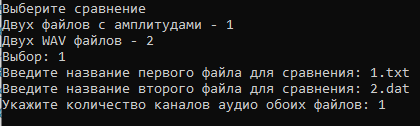 Выберите сравнение
Двух файлов с амплитудами - 1
Двух WAV файлов - 2
Выбор: 1
Введите название первого файла для сравнения: 1.txt
Введите название второго файла для сравнения: 2.dat
Укажите количество каналов аудио обоих файлов: 1